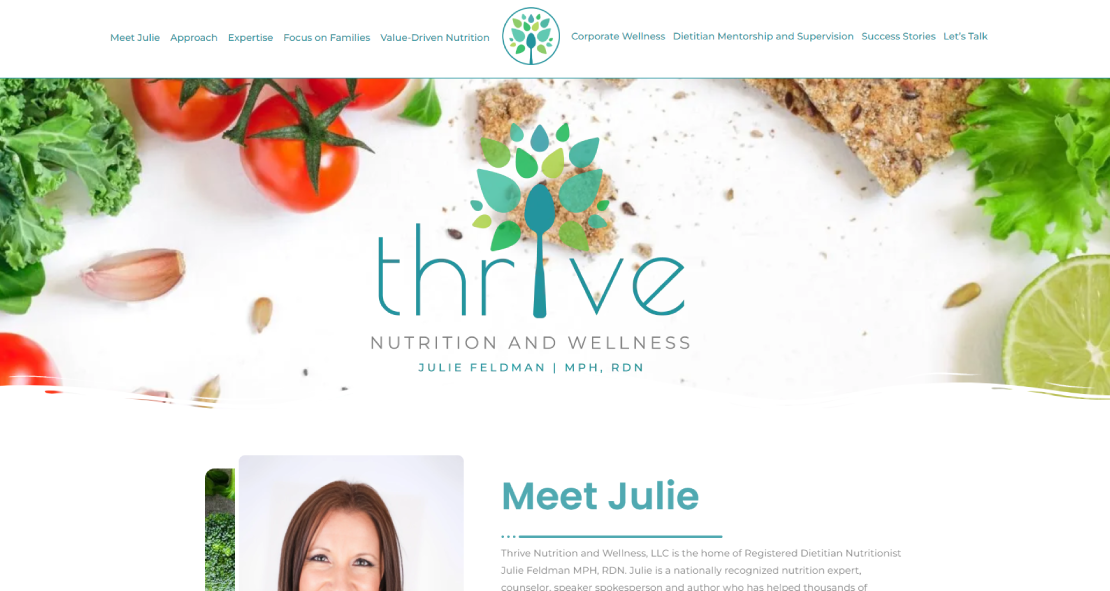 Meet Julie Approach Expertise Focus on Families Value-Driven Nutrition Corporate Wellness Dietitian Mentorship and Supervision Success Stories Let's Talk
thrive
NUTRITION AND WELLNESS
JULIE FELDMAN | MPH, RDN
Meet Julie
Thrive Nutrition and Wellness, LLC is the home of Registered Dietitian Nutritionist
Julie Feldman MPH, RDN. Julie is a nationally recognized nutrition expert,
counselor, speaker spokesperson and author who has helped thousands of